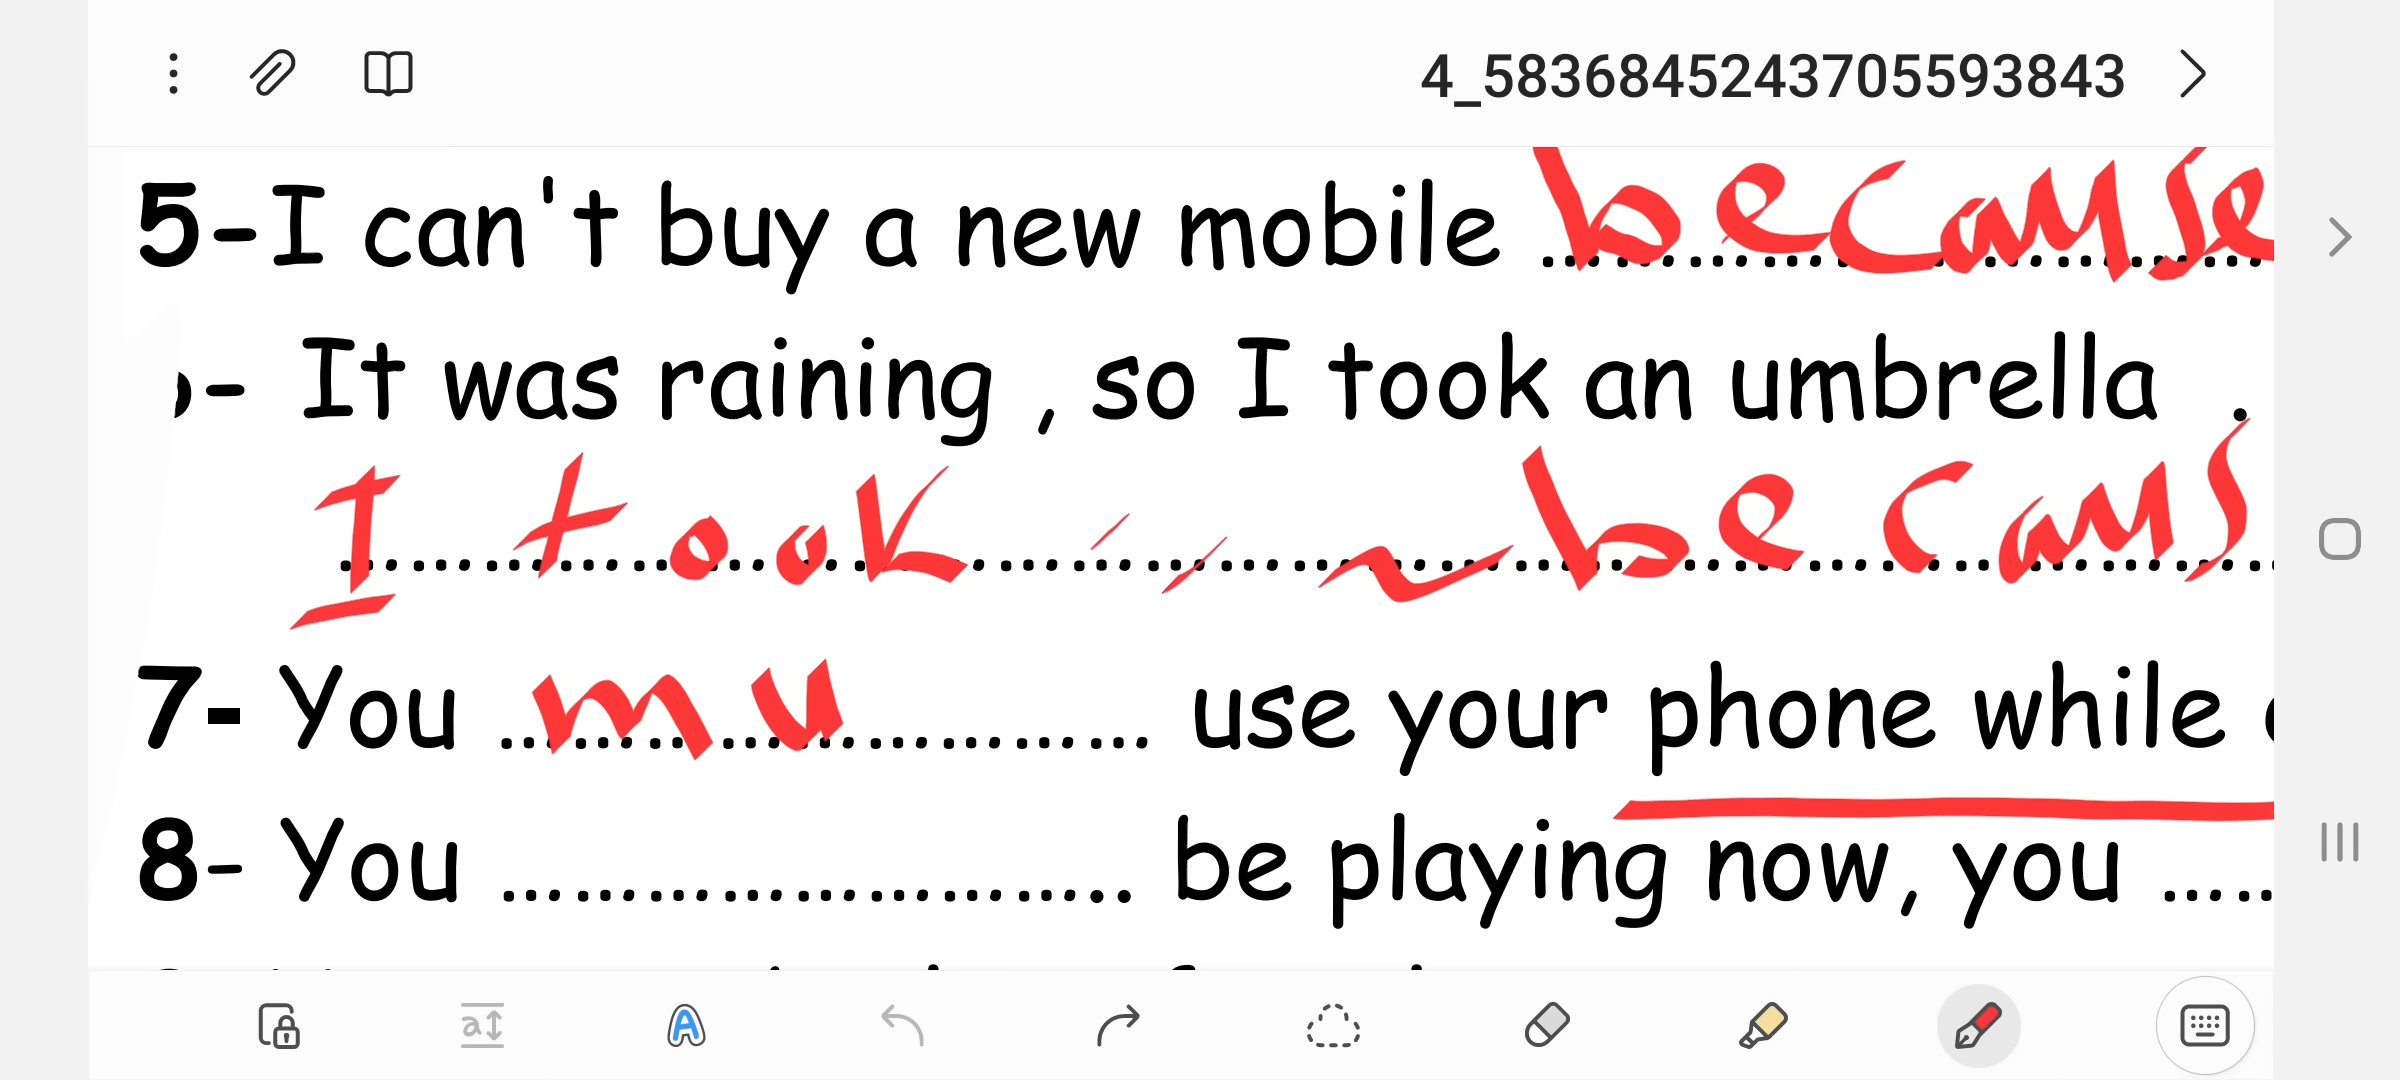 4_5836845243705593843
5-I can't buy a new mobile ........ because
- It was raining , so I took an umbrella .
I took ........ becaus
7- You mu ........ use your phone while
8- You ........................ be playing now, you .....